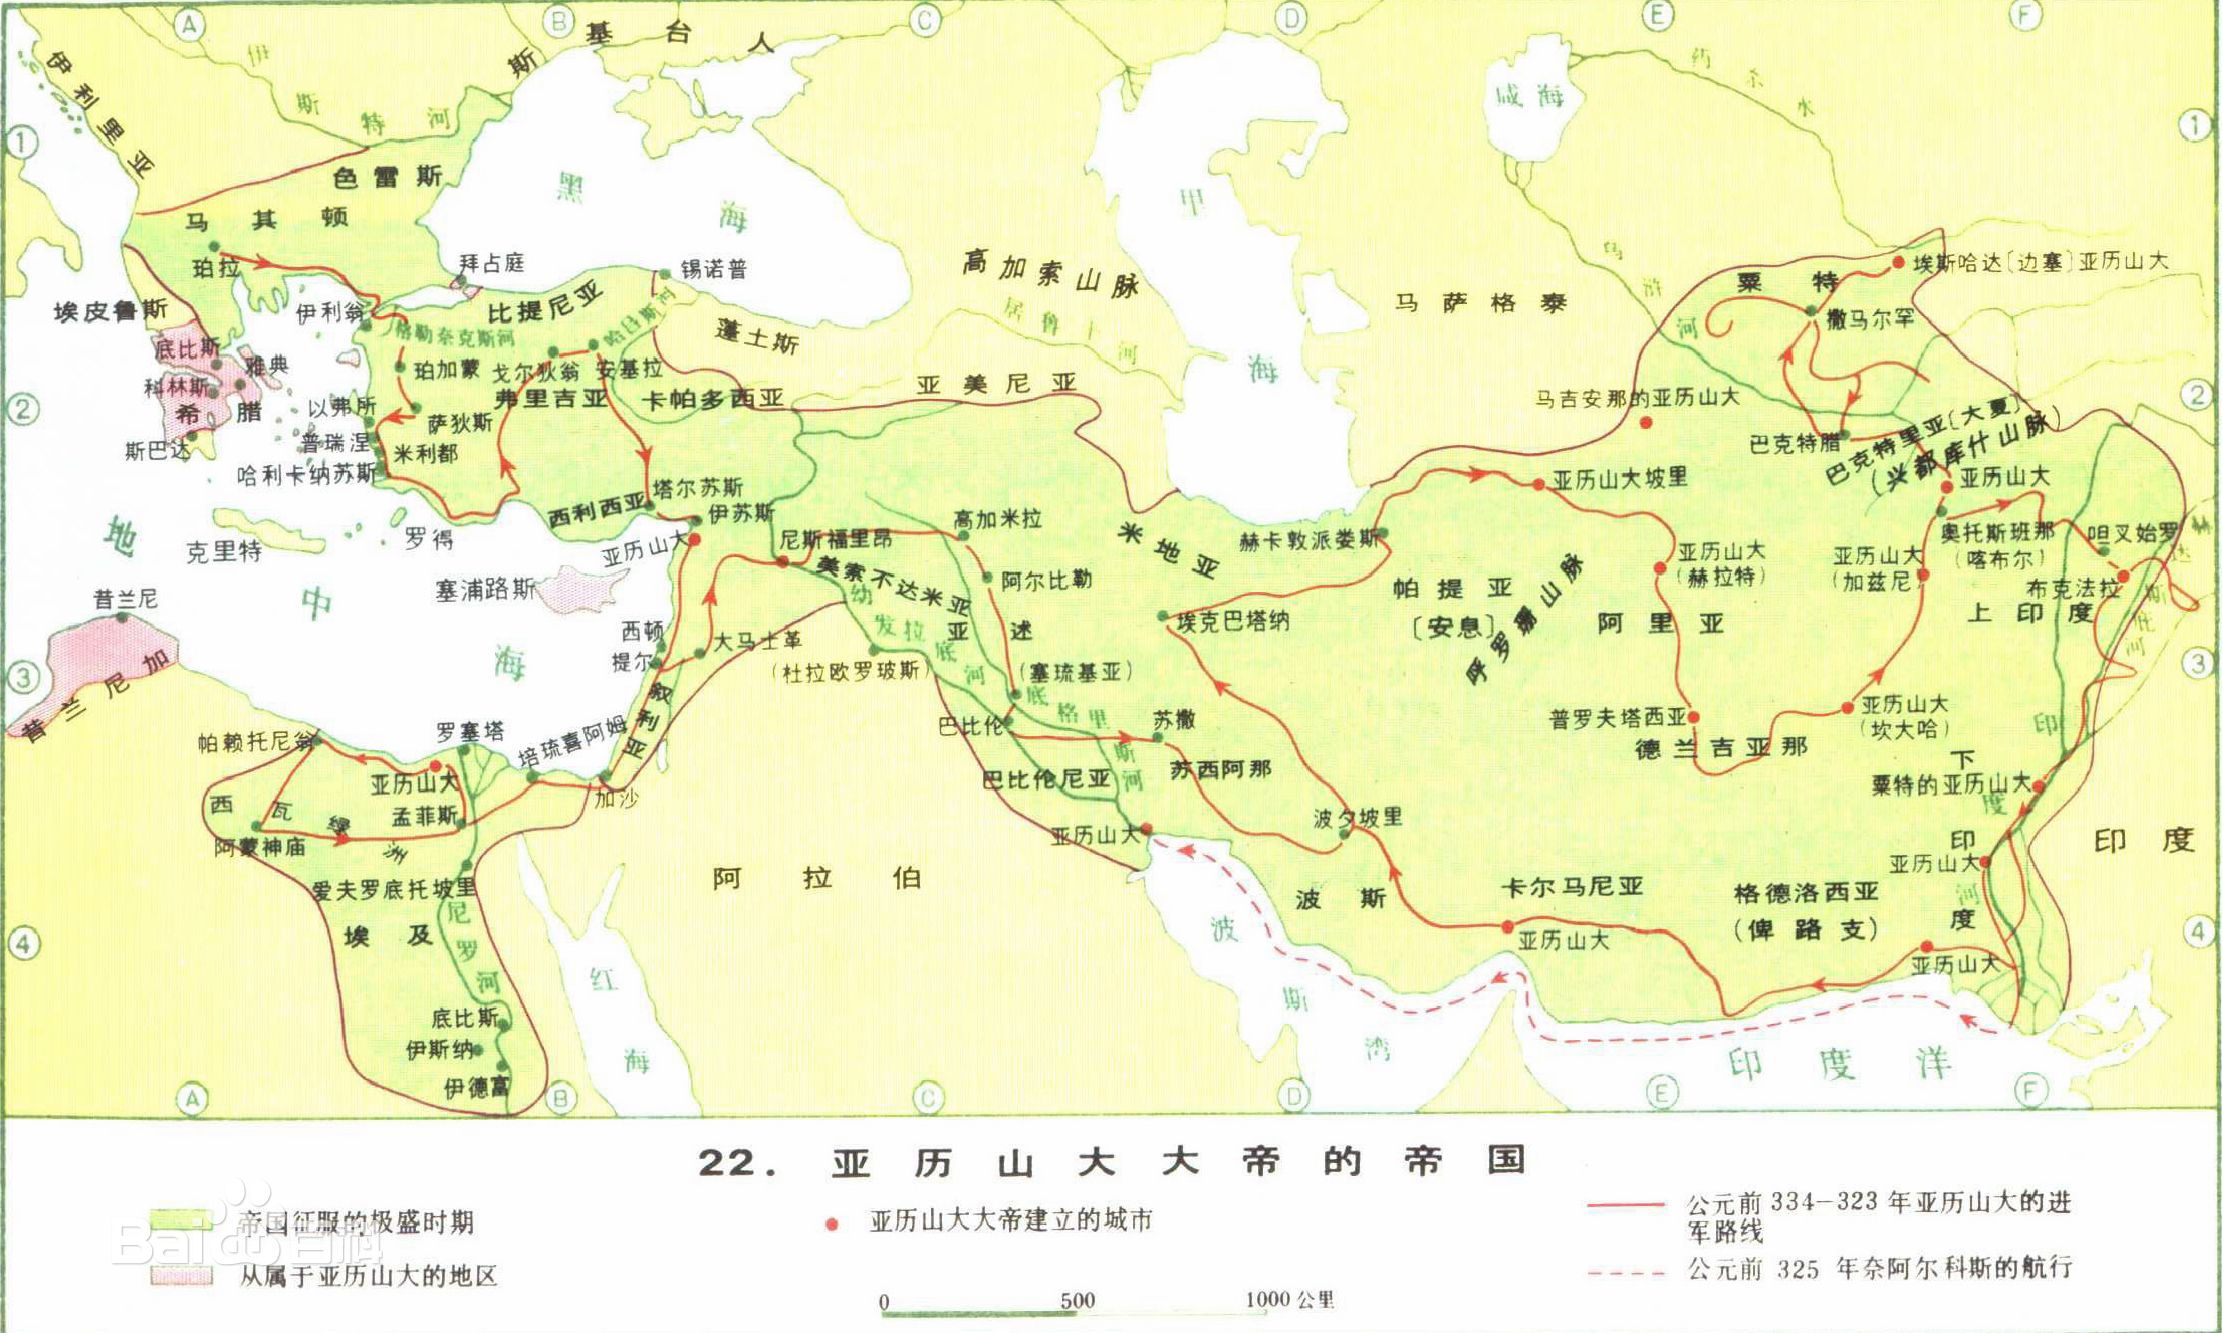 A
B
C
D
E
F
伊利里亚
伊斯特河
斯基台人
药杀水
咸海
1
1
色雷斯
黑海
里海
马其顿
珀拉
拜占庭
锡诺普
高加索山脉
居鲁士河
马萨格泰
乌浒河
粟特
埃斯哈达〔边塞〕亚历山大
撒马尔罕
埃皮鲁斯
伊利翁
比提尼亚
哈吕斯河
格勒奈克斯河
蓬土斯
底比斯
雅典
科林斯
希腊
斯巴达
珀加蒙
戈尔狄翁
安基拉
弗里吉亚
卡帕多西亚
亚美尼亚
2
2
以弗所
萨狄斯
普瑞涅
米利都
哈利卡纳苏斯
马吉安那的亚历山大
巴克特腊
巴克特里亚〔大夏〕
(兴都库什山脉)
亚历山大
西利西亚
塔尔苏斯
伊苏斯
亚历山大
尼斯福里昂
高加米拉
米地亚
赫卡敦派娄斯
亚历山大坡里
奥托斯班那
(喀布尔)
呾叉始罗
地中海
克里特
罗得
塞浦路斯
美索不达米亚
阿尔比勒
亚述
帕提亚
〔安息〕
呼罗珊山脉
亚历山大
(赫拉特)
阿里亚
亚历山大
(加兹尼)
布克法拉
上印度
昔兰尼
昔兰尼加
西顿
提尔
大马士革
幼发拉底河
(杜拉欧罗玻斯)
埃克巴塔纳
3
3
(塞琉基亚)
底格里斯河
叙利亚
帕赖托尼翁
罗塞塔
培琉喜阿姆
巴比伦
苏撒
普罗夫塔西亚
德兰吉亚那
亚历山大
(坎大哈)
印度河
亚历山大
孟菲斯
加沙
巴比伦尼亚
苏西阿那
粟特的亚历山大
下印度
西瓦绿洲
阿蒙神庙
亚历山大
波夕坡里
印度
亚历山大
爱夫罗底托坡里
阿拉伯
波斯
卡尔马尼亚
格德洛西亚
(俾路支)
4
4
埃及
尼罗河
红海
波斯湾
亚历山大
亚历山大
底比斯
伊斯纳
伊德富
印度洋
A
B
C
D
E
F
22. 亚历山大大帝的帝国
帝国征服的极盛时期
从属于亚历山大的地区
亚历山大大帝建立的城市
0 500 1000 公里
公元前 334—323 年亚历山大的进
军路线
公元前 325 年奈阿尔科斯的航行
Bai百科